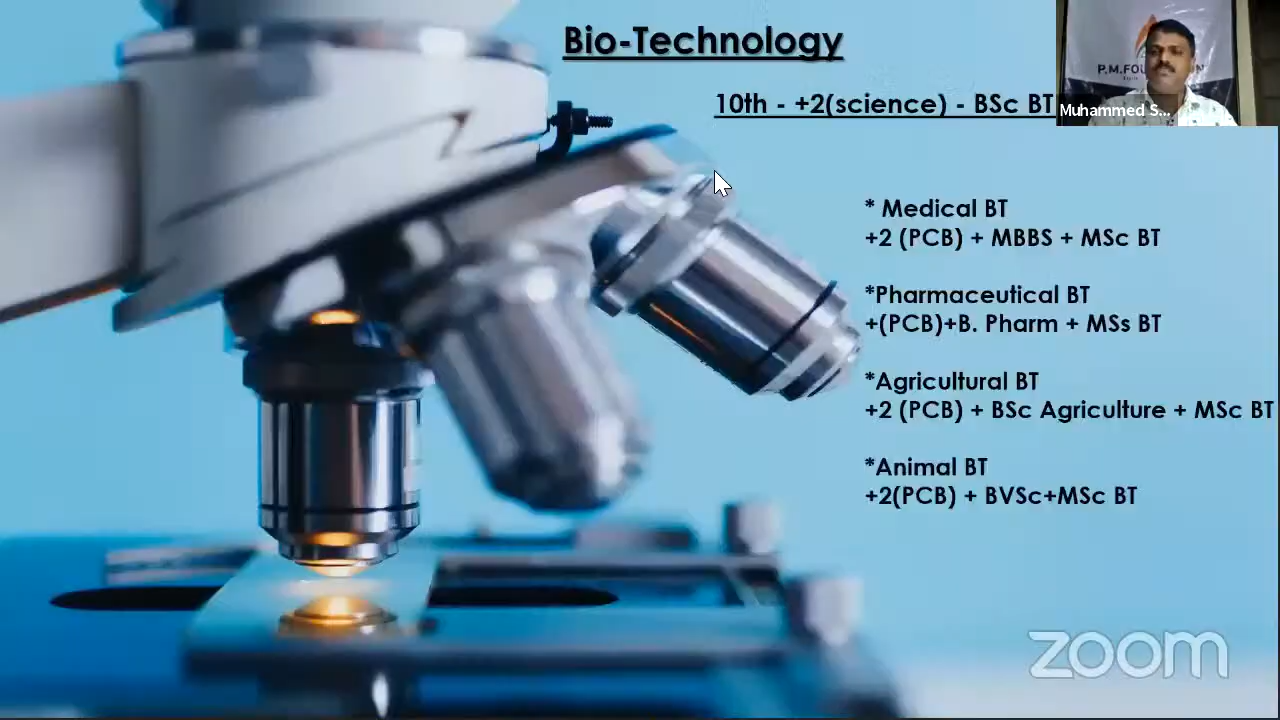 Bio-Technology
10th - +2(science) - BSc BT
P.M.FOU
Muhammed S...
* Medical BT
+2 (PCB) + MBBS + MSc BT
*Pharmaceutical BT
+(PCB)+B. Pharm + MSs BT
*Agricultural BT
+2 (PCB) + BSc Agriculture + MSc BT
*Animal BT
+2(PCB) + BVSc+MSc BT
zoom